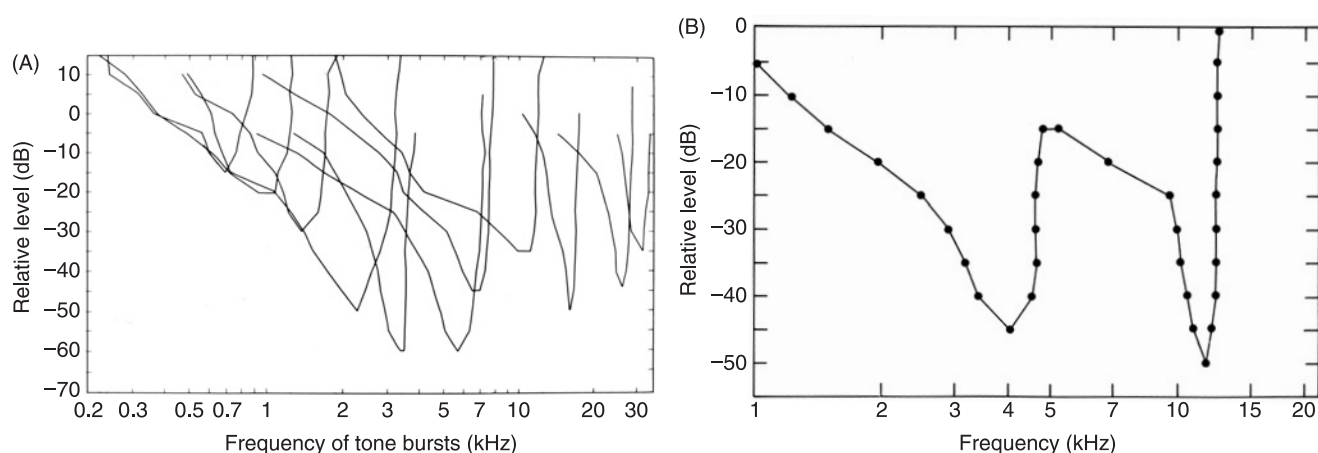 (A)
Relative level (dB)
10
0
−10
−20
−30
−40
−50
−60
−70
0.2 0.3 0.5 0.7 1 2 3 5 7 10 20 30
Frequency of tone bursts (kHz)
(B)
Relative level (dB)
0
−10
−20
−30
−40
−50
1 2 3 4 5 7 10 15 20
Frequency (kHz)